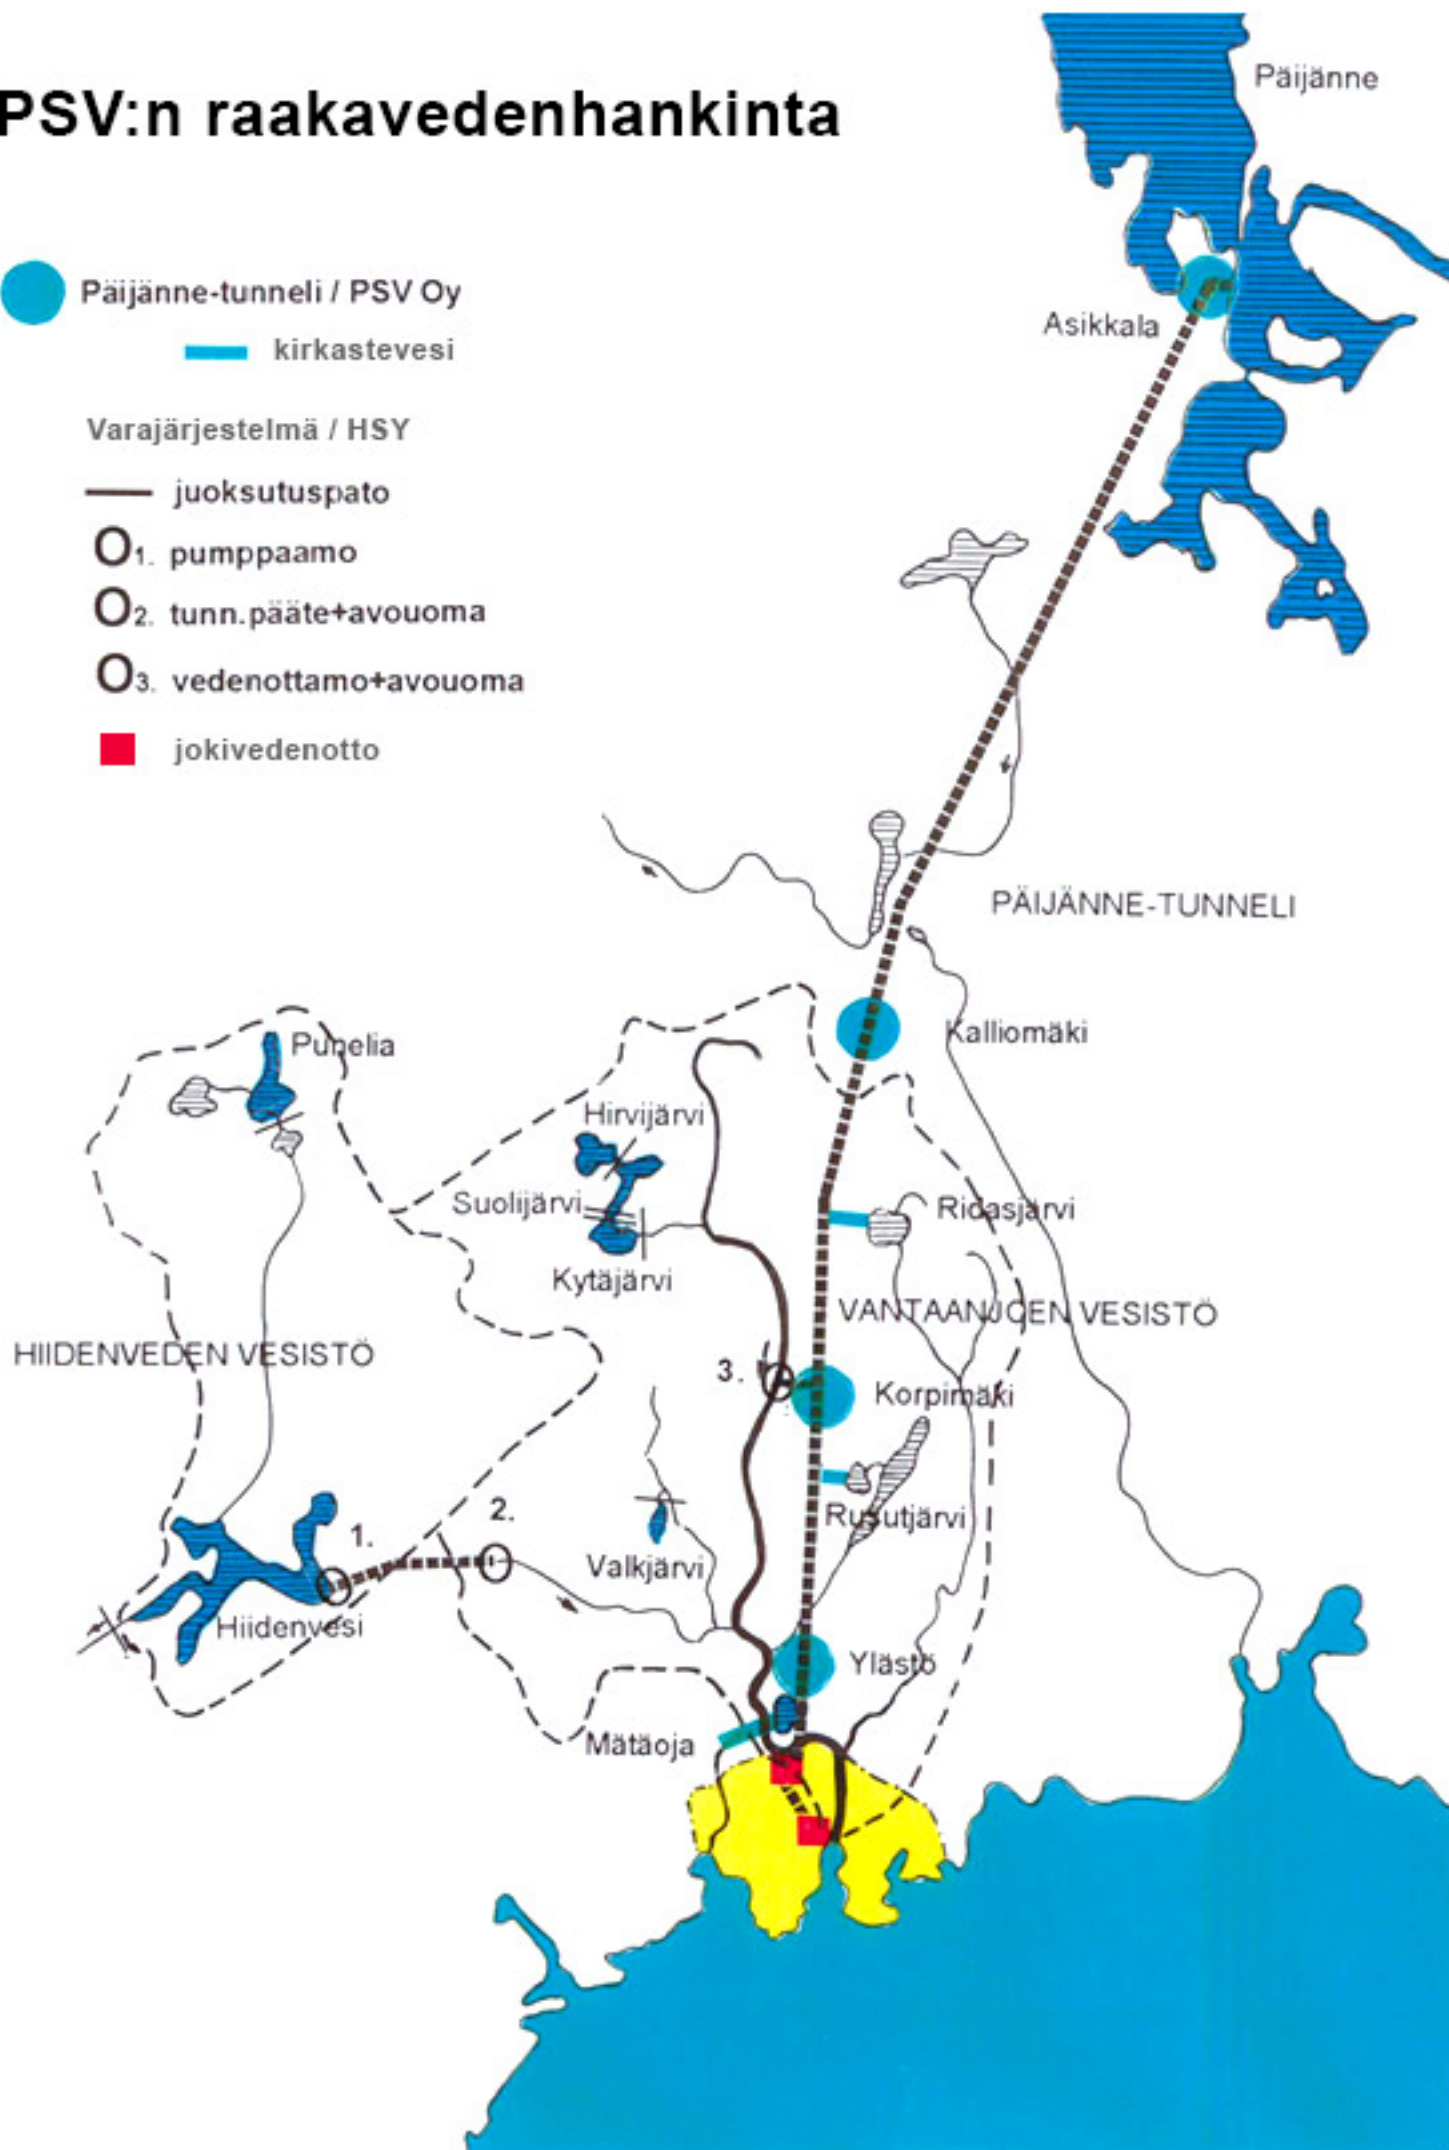 PSV:n raakavedenhankinta
Päijänne
Päijänne-tunneli / PSV Oy
kirkastevesi
Asikkala
Varajärjestelmä / HSY
juoksutuspato
O1. pumppaamo
O2. tunn.pääte+avouoma
O3. vedenottamo+avouoma
jokivedenotto
PÄIJÄNNE-TUNNELI
Kalliomäki
Punelia
Hirvijärvi
Suolijärvi
Ridasjärvi
Kytäjärvi
VANTAANJOEN VESISTÖ
HIIDENVEDEN VESISTÖ
3.
Korpimäki
2.
1.
Rusutjärvi
Valkjärvi
Hiidenvesi
Ylästö
Mätäoja